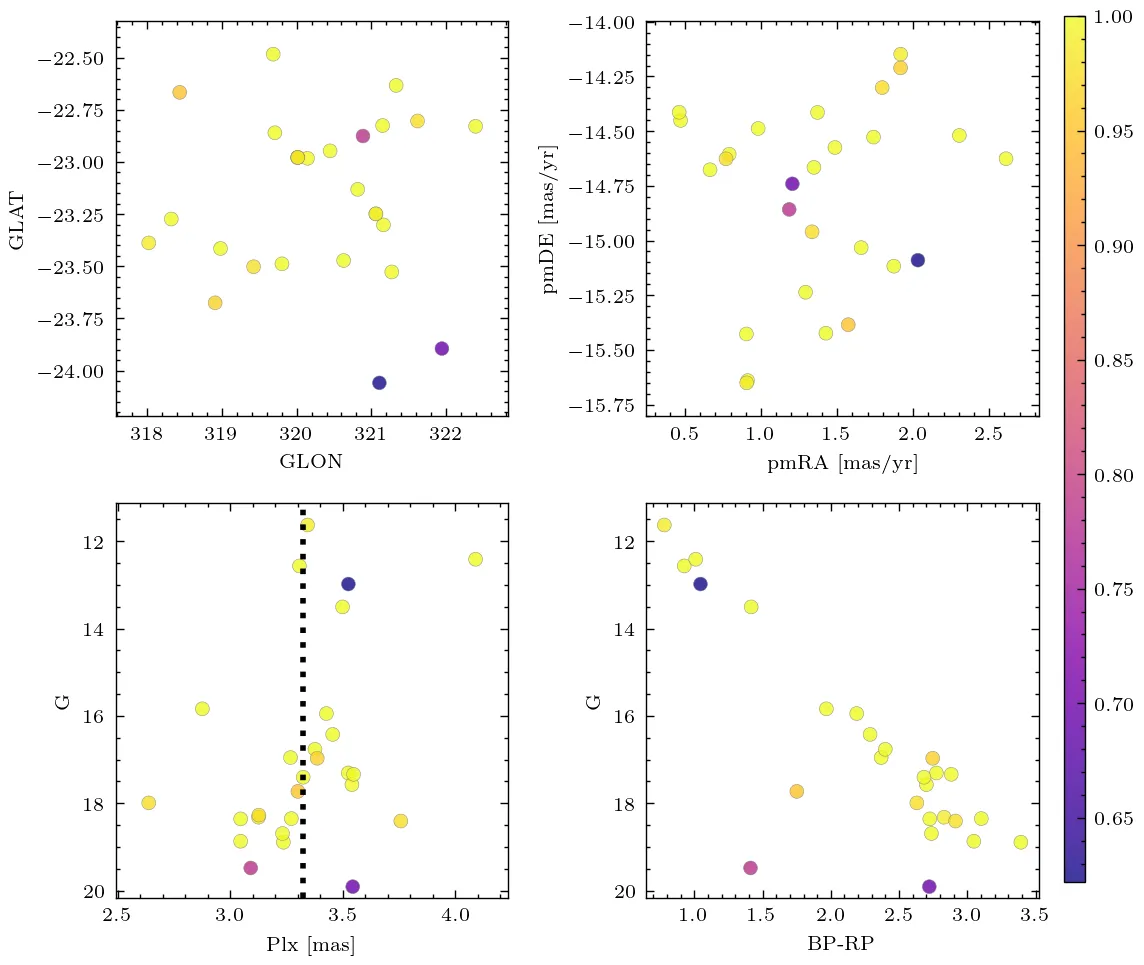 −22.50
−22.75
−23.00
−23.25
−23.50
−23.75
−24.00
GLAT
318 319 320 321 322
GLON
−14.00
−14.25
−14.50
−14.75
−15.00
−15.25
−15.50
−15.75
pmDE [mas/yr]
0.5 1.0 1.5 2.0 2.5
pmRA [mas/yr]
12
14
16
18
20
G
2.5 3.0 3.5 4.0
Plx [mas]
12
14
16
18
20
G
1.0 1.5 2.0 2.5 3.0 3.5
BP-RP
1.00
0.95
0.90
0.85
0.80
0.75
0.70
0.65